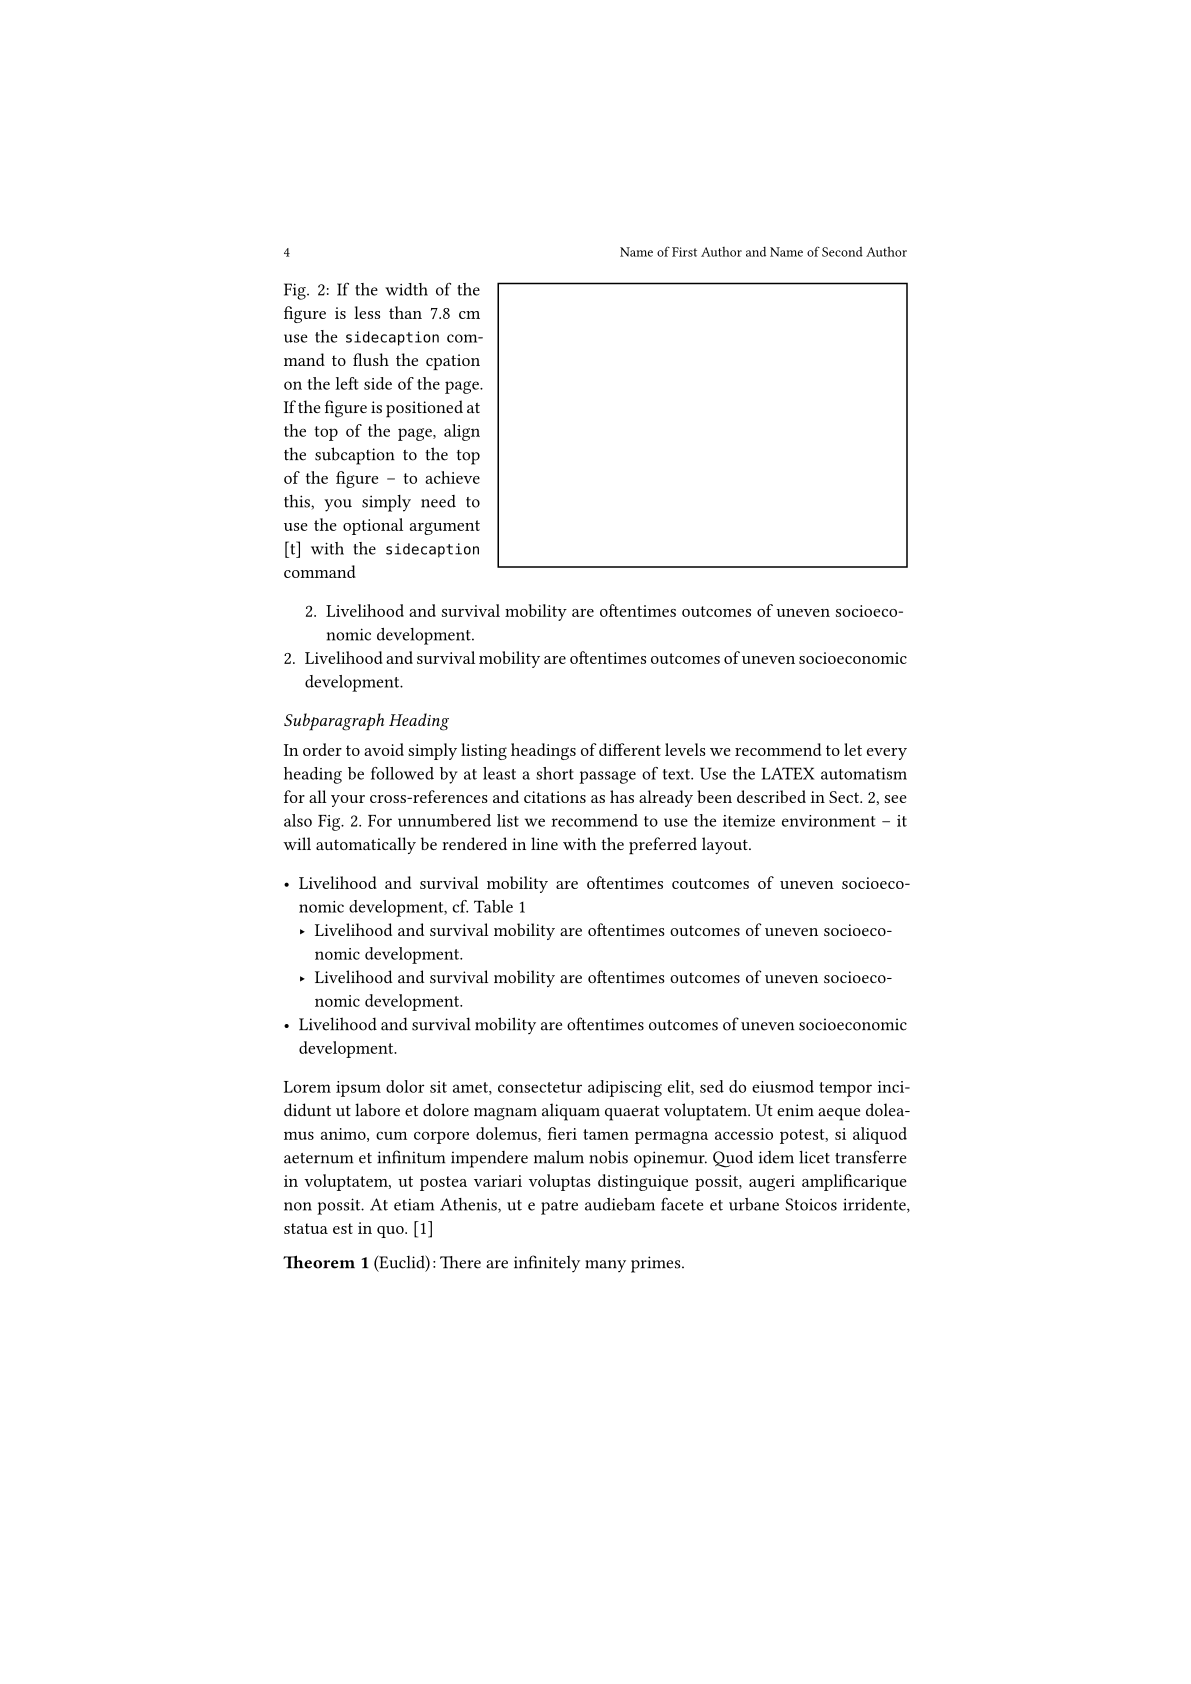 4 Name of First Author and Name of Second Author
Fig. 2: If the width of the
figure is less than 7.8 cm
use the sidecaption com-
mand to flush the cpation
on the left side of the page.
If the figure is positioned at
the top of the page, align
the subcaption to the top
of the figure – to achieve
this, you simply need to
use the optional argument
[t] with the sidecaption
command
2. Livelihood and survival mobility are oftentimes outcomes of uneven socioeco-
nomic development.
2. Livelihood and survival mobility are oftentimes outcomes of uneven socioeconomic
development.
Subparagraph Heading
In order to avoid simply listing headings of different levels we recommend to let every
heading be followed by at least a short passage of text. Use the LATEX automatism
for all your cross-references and citations as has already been described in Sect. 2, see
also Fig. 2. For unnumbered list we recommend to use the itemize environment – it
will automatically be rendered in line with the preferred layout.
• Livelihood and survival mobility are oftentimes coutcomes of uneven socioeco-
nomic development, cf. Table 1
‣ Livelihood and survival mobility are oftentimes outcomes of uneven socioeco-
nomic development.
‣ Livelihood and survival mobility are oftentimes outcomes of uneven socioeco-
nomic development.
• Livelihood and survival mobility are oftentimes outcomes of uneven socioeconomic
development.
Lorem ipsum dolor sit amet, consectetur adipiscing elit, sed do eiusmod tempor inci-
didunt ut labore et dolore magnam aliquam quaerat voluptatem. Ut enim aeque dolea-
mus animo, cum corpore dolemus, fieri tamen permagna accessio potest, si aliquod
aeternum et infinitum impendere malum nobis opinemur. Quod idem licet transferre
in voluptatem, ut postea variari voluptas distinguique possit, augeri amplificarique
non possit. At etiam Athenis, ut e patre audiebam facete et urbane Stoicos irridente,
statua est in quo. [1]
Theorem 1 (Euclid): There are infinitely many primes.